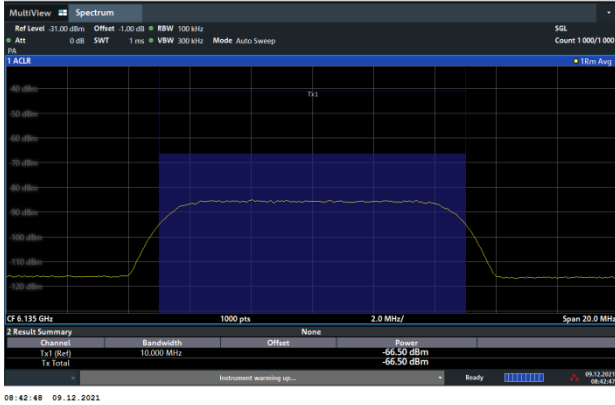 MultiView Spectrum
Ref Level -31.00 dBm Offset -1.00 dB RBW 100 kHz SGL
Att 0 dB SWT 1 ms VBW 300 kHz Mode Auto Sweep Count 1 000/1 000
PA
1 ACLR 1Rm Avg
-40 dBm
Tx1
-50 dBm
-60 dBm
-70 dBm
-80 dBm
-90 dBm
-100 dBm
-110 dBm
-120 dBm
CF 6.135 GHz 1000 pts 2.0 MHz/ Span 20.0 MHz
2 Result Summary None
Channel Bandwidth Offset Power
Tx1 (Ref) 10.000 MHz -66.50 dBm
Tx Total -66.50 dBm
Instrument warming up... Ready 09.12.2021
08:42:47
08:42:48 09.12.2021